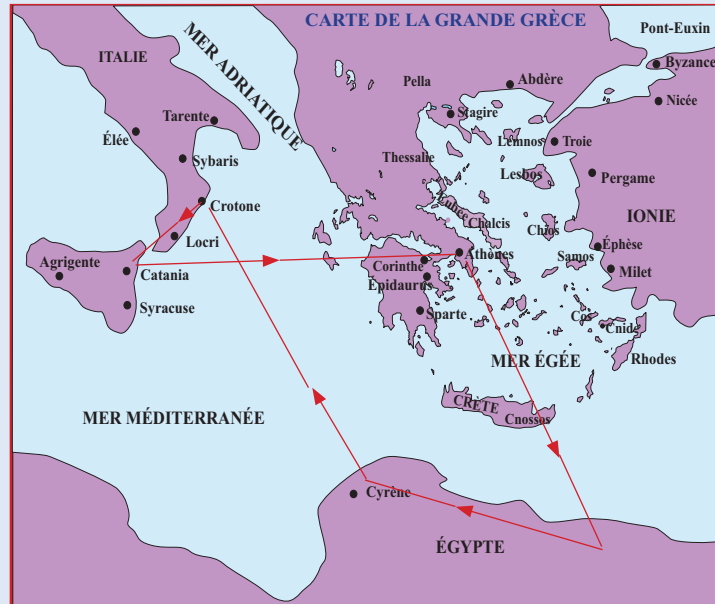 CARTE DE LA GRANDE GRÈCE
Pont-Euxin
ITALIE
MER ADRIATIQUE
Byzance
Pella
Abdère
Nicée
Stagire
Tarente
Élée
Lemnos
Troie
Sybaris
Thessalie
Lesbos
Pergame
Crotone
Eubée
Chalcis
Chios
IONIE
Locri
Éphèse
Agrigente
Catania
Corinthe
Athènes
Samos
Milet
Épidaurus
Syracuse
Sparte
Cos
Cnide
MER ÉGÉE
Rhodes
CRÈTE
Cnossos
MER MÉDITERRANÉE
Cyrène
ÉGYPTE